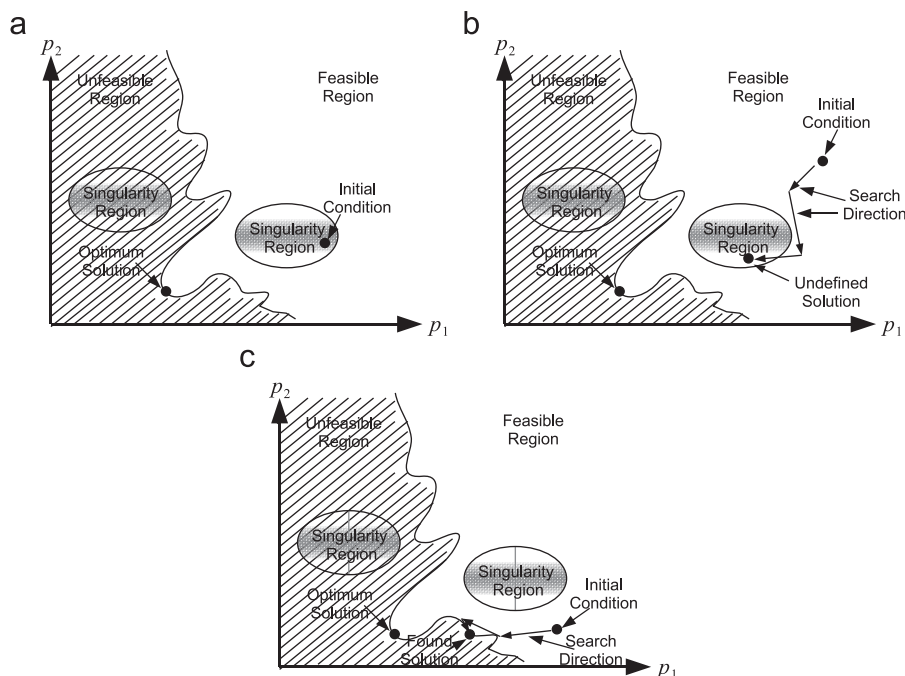 a
p2
Unfeasible
Region
Feasible
Region
Singularity
Region
Initial
Condition
Singularity
Region
Optimum
Solution
p1
b
p2
Unfeasible
Region
Feasible
Region
Initial
Condition
Singularity
Region
Search
Direction
Singularity
Region
Optimum
Solution
Undefined
Solution
p1
c
p2
Unfeasible
Region
Feasible
Region
Singularity
Region
Singularity
Region
Initial
Condition
Optimum
Solution
Found
Solution
Search
Direction
p1